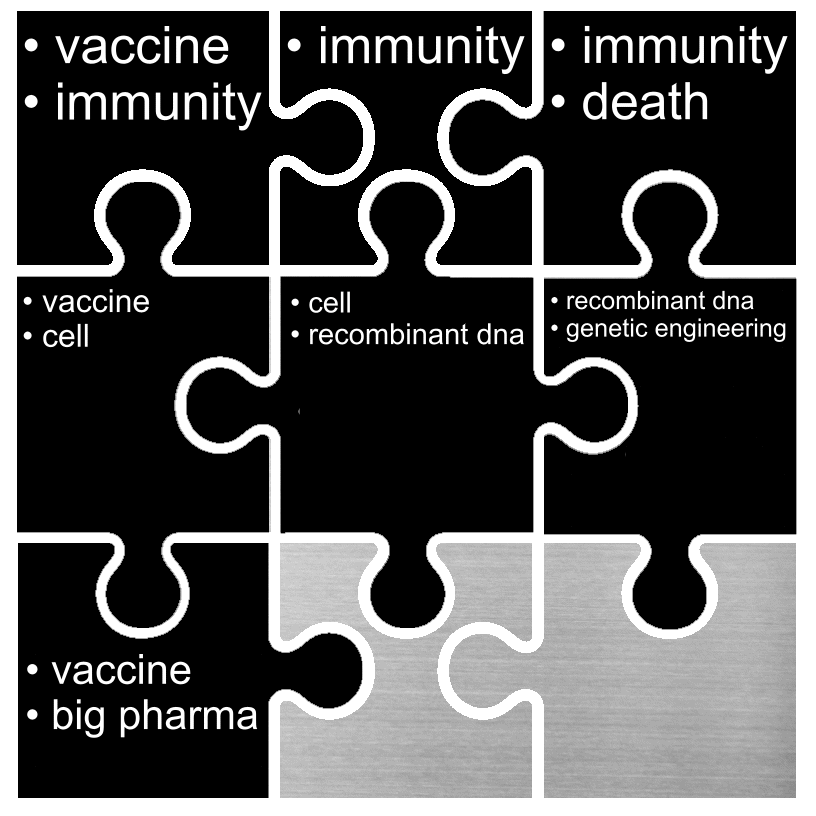 • vaccine
• immunity
• immunity
• immunity
• death
• vaccine
• cell
• cell
• recombinant dna
• recombinant dna
• genetic engineering
• vaccine
• big pharma